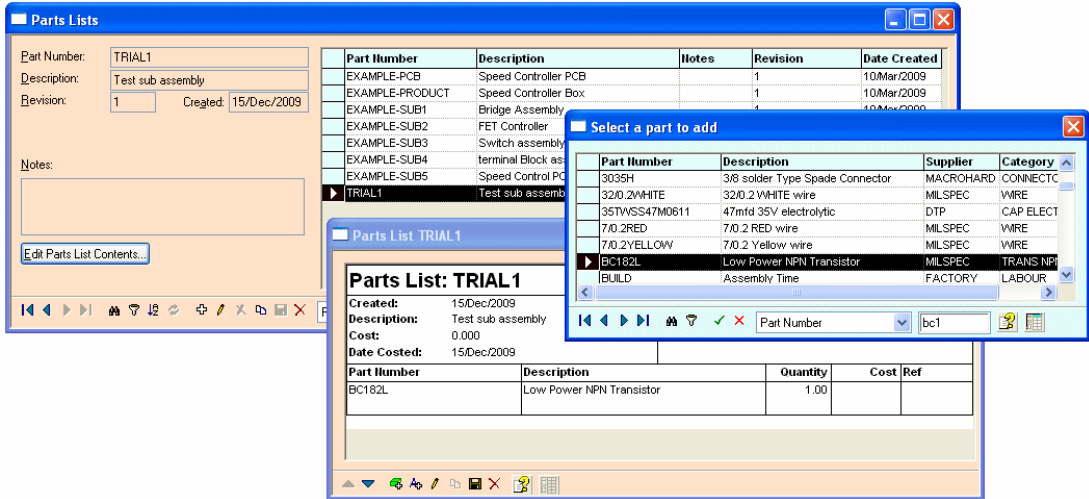 Parts Lists
Part Number: TRIAL1
Description: Test sub assembly
Revision: 1 Created: 15/Dec/2009
Notes:
Edit Parts List Contents...
Part Number Description Notes Revision Date Created
EXAMPLE-PCB Speed Controller PCB 1 10/Mar/2009
EXAMPLE-PRODUCT Speed Controller Box 1 10/Mar/2009
EXAMPLE-SUB1 Bridge Assembly 1 10/Mar/2009
EXAMPLE-SUB2 FET Controller
EXAMPLE-SUB3 Switch assembly
EXAMPLE-SUB4 terminal Block as
EXAMPLE-SUB5 Speed Control PC
TRIAL1 Test sub assemb
Select a part to add
Part Number Description Supplier Category
3035H 3/8 solder Type Spade Connector MACROHARD CONNECTO
32/0.2WHITE 32/0.2 WHITE wire MILSPEC WIRE
35TWSS47M0611 47mfd 35V electrolytic DTP CAP ELECT
7/0.2RED 7/0.2 RED wire MILSPEC WIRE
7/0.2YELLOW 7/0.2 Yellow wire MILSPEC WIRE
BC182L Low Power NPN Transistor MILSPEC TRANS NPN
BUILD Assembly Time FACTORY LABOUR
Part Number bc1
Parts List TRIAL1
Parts List: TRIAL1
Created: 15/Dec/2009
Description: Test sub assembly
Cost: 0.000
Date Costed: 15/Dec/2009
Part Number Description Quantity Cost Ref
BC182L Low Power NPN Transistor 1.00